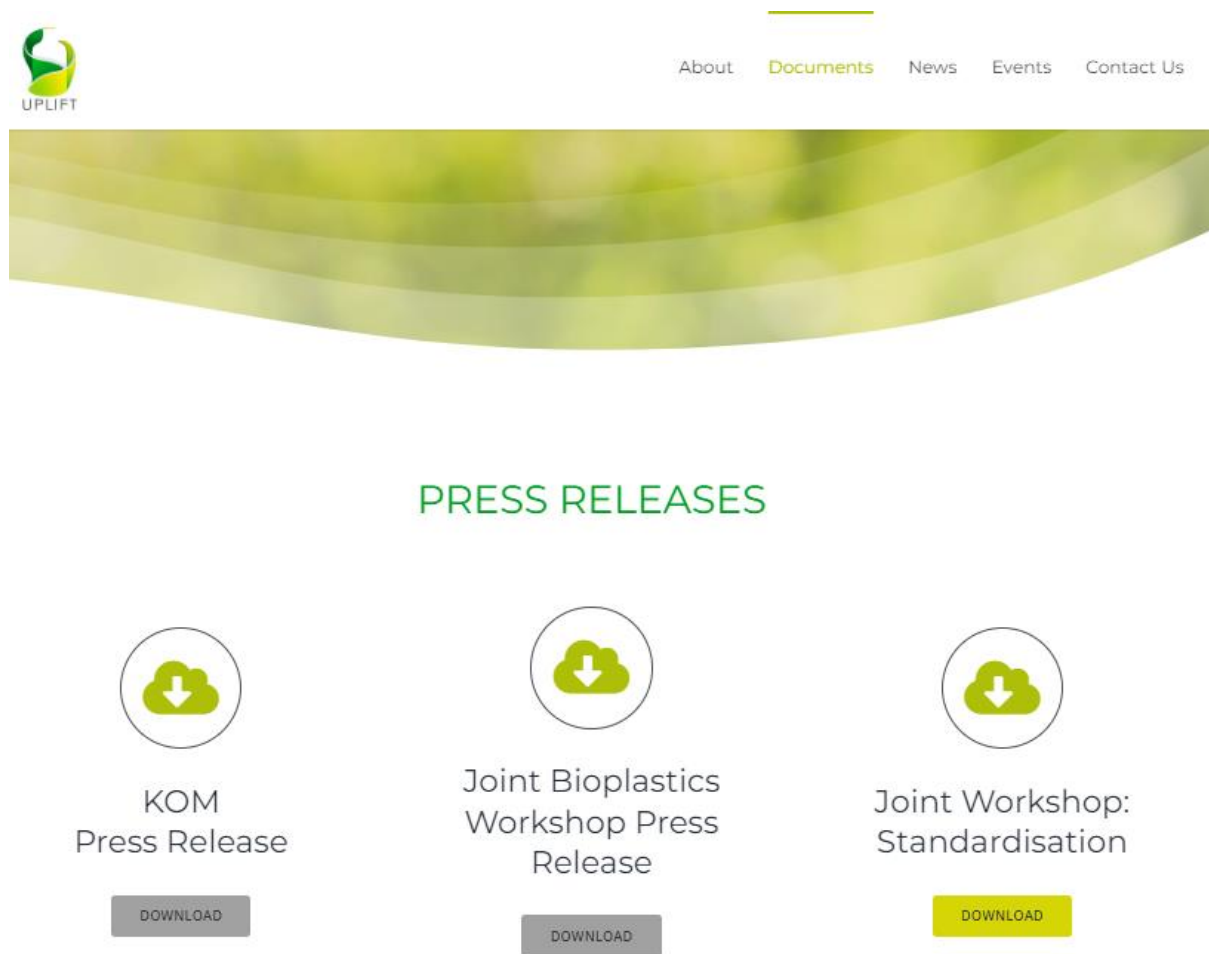 UPLIFT
About Documents News Events Contact Us
PRESS RELEASES
KOM
Press Release
DOWNLOAD
Joint Bioplastics
Workshop Press
Release
DOWNLOAD
Joint Workshop:
Standardisation
DOWNLOAD